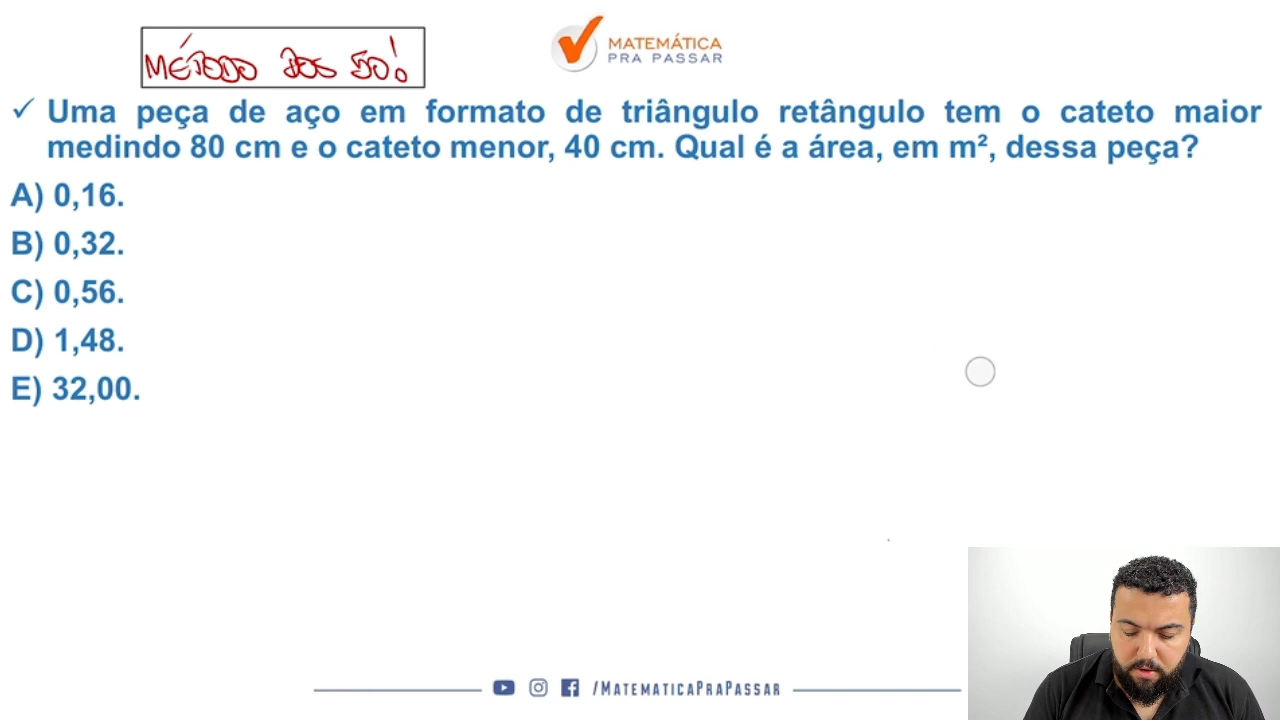 MÉTODO DOS 50!
MATEMÁTICA
PRA PASSAR
✓ Uma peça de aço em formato de triângulo retângulo tem o cateto maior
medindo 80 cm e o cateto menor, 40 cm. Qual é a área, em m², dessa peça?
A) 0,16.
B) 0,32.
C) 0,56.
D) 1,48.
E) 32,00.
/MATEMATICAPRAPASSAR